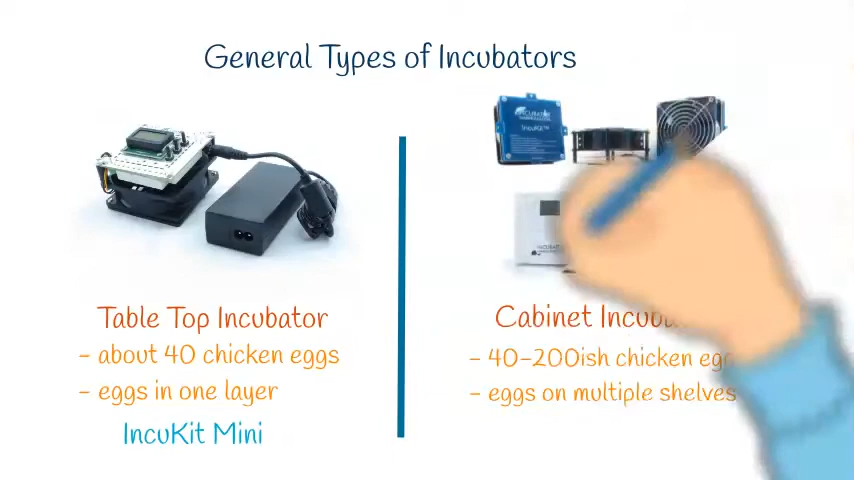 General Types of Incubators
IncuKit™
Table Top Incubator
- about 40 chicken eggs
- eggs in one layer
IncuKit Mini
Cabinet
- 40-200ish chicken
- eggs on multiple shelves